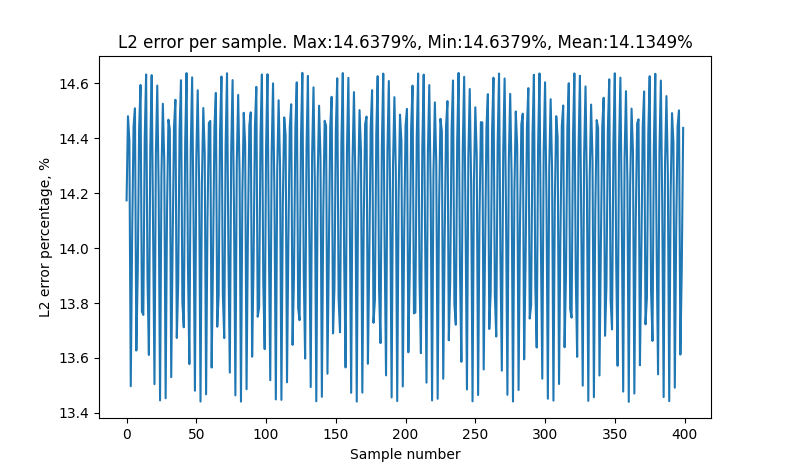 L2 error per sample. Max:14.6379%, Min:14.6379%, Mean:14.1349%
14.6
14.4
14.2
14.0
13.8
13.6
13.4
L2 error percentage, %
0 50 100 150 200 250 300 350 400
Sample number